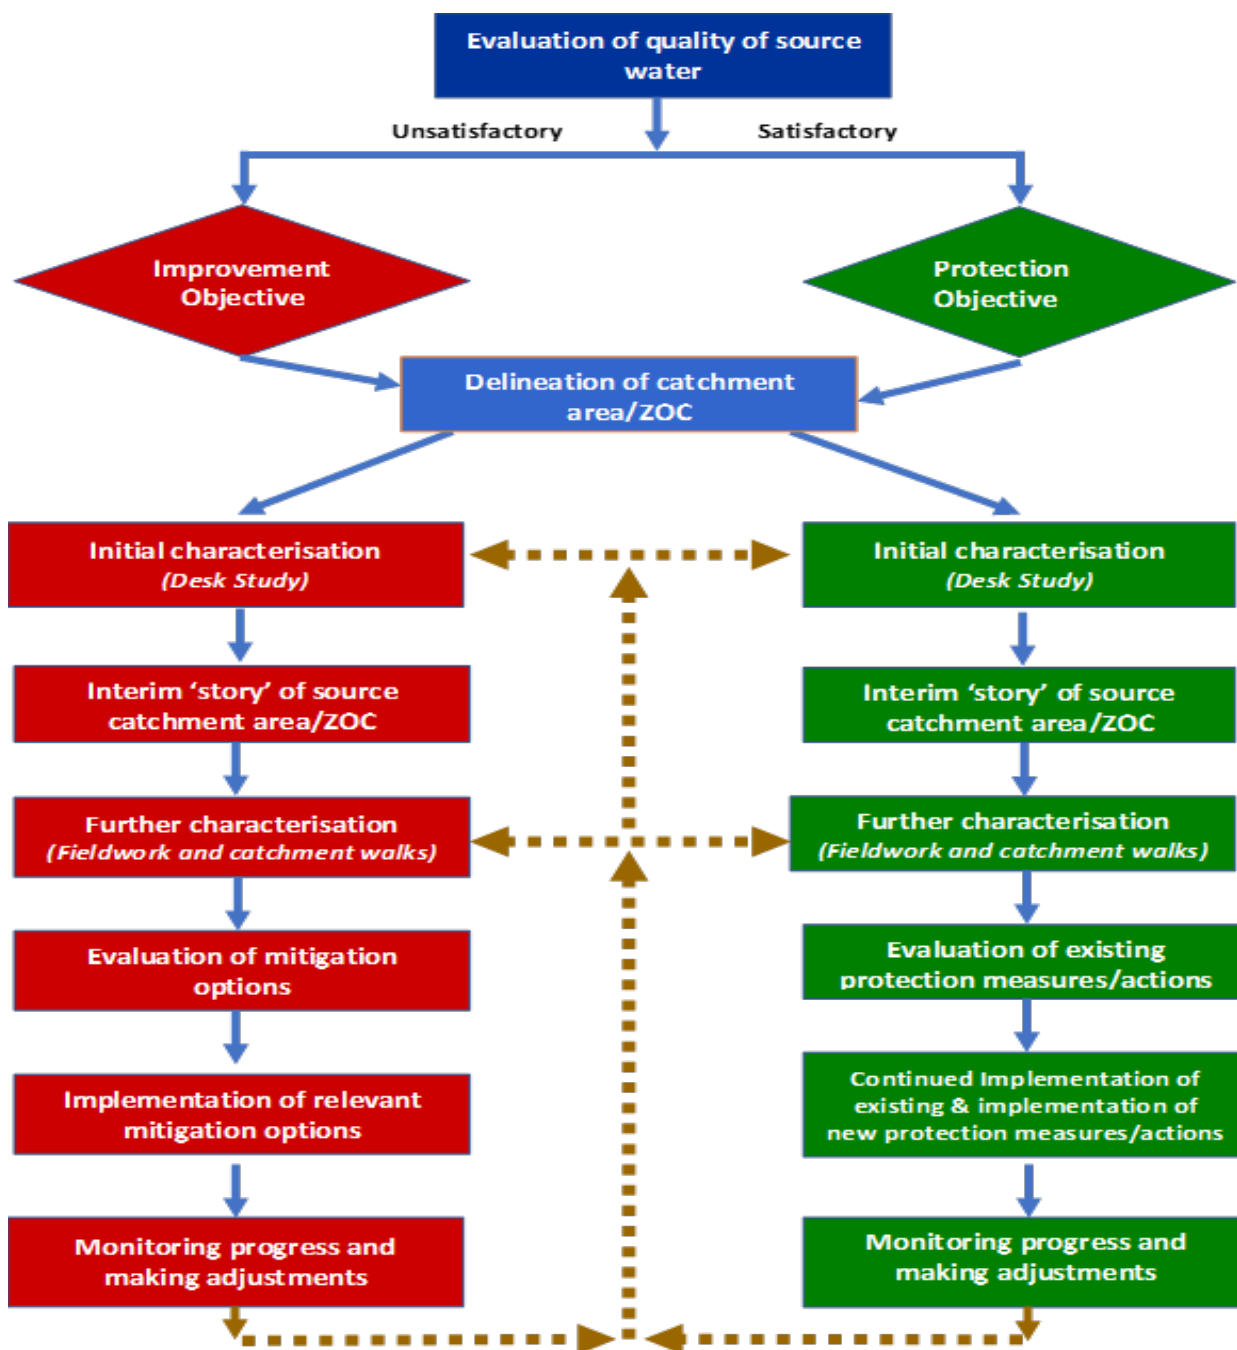 Evaluation of quality of source
water
Unsatisfactory
Satisfactory
Improvement
Objective
Protection
Objective
Delineation of catchment
area/ZOC
Initial characterisation
(Desk Study)
Initial characterisation
(Desk Study)
Interim ‘story’ of source
catchment area/ZOC
Interim ‘story’ of source
catchment area/ZOC
Further characterisation
(Fieldwork and catchment walks)
Further characterisation
(Fieldwork and catchment walks)
Evaluation of mitigation
options
Evaluation of existing
protection measures/actions
Implementation of relevant
mitigation options
Continued Implementation of
existing & implementation of
new protection measures/actions
Monitoring progress and
making adjustments
Monitoring progress and
making adjustments